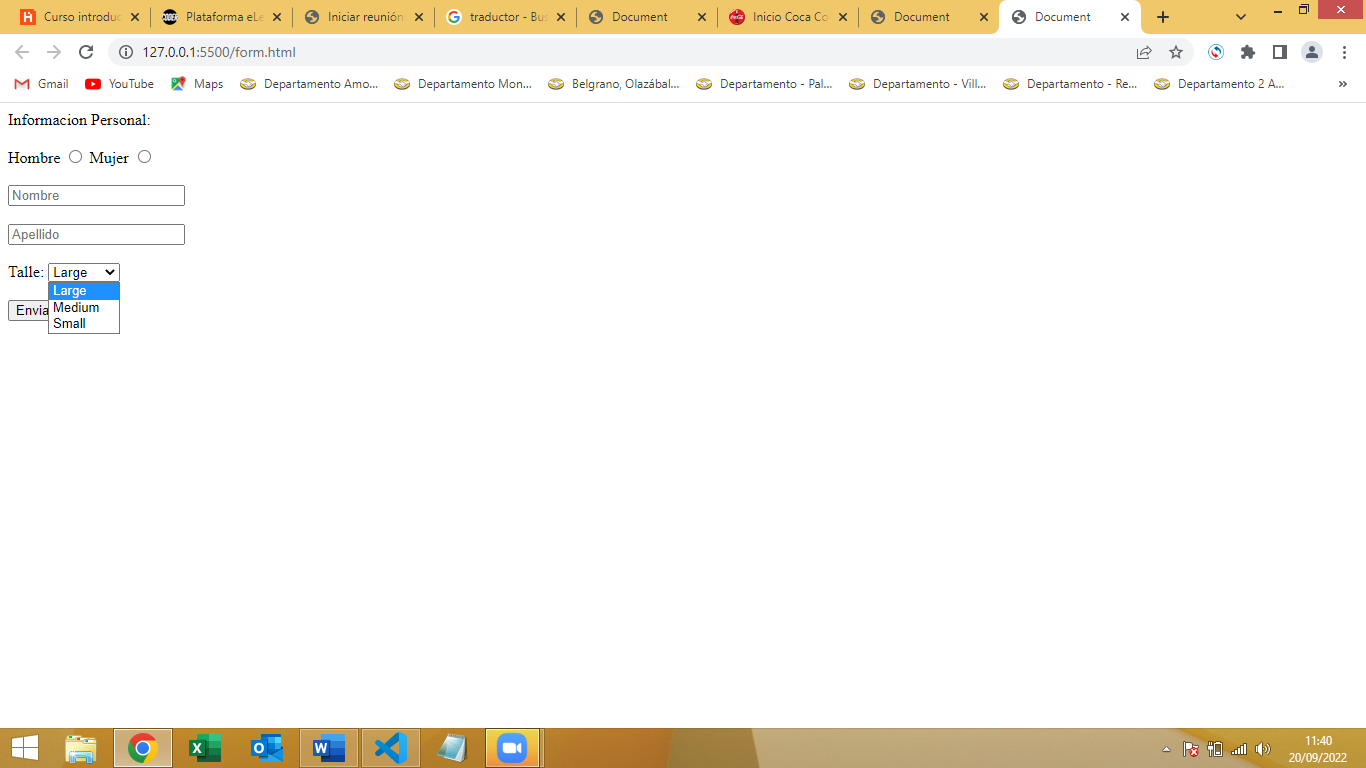 Curso introduc
CODER Plataforma eLe
Iniciar reunión
traductor - Bus
Document
Inicio Coca Co
Document
Document
127.0.0.1:5500/form.html
Gmail
YouTube
Maps
Departamento Amo...
Departamento Mon...
Belgrano, Olazábal...
Departamento - Pal...
Departamento - Vill...
Departamento - Re...
Departamento 2 A...
»
Informacion Personal:
Hombre Mujer
Nombre
Apellido
Talle: Large
Large
Envia
Medium
Small
11:40
20/09/2022